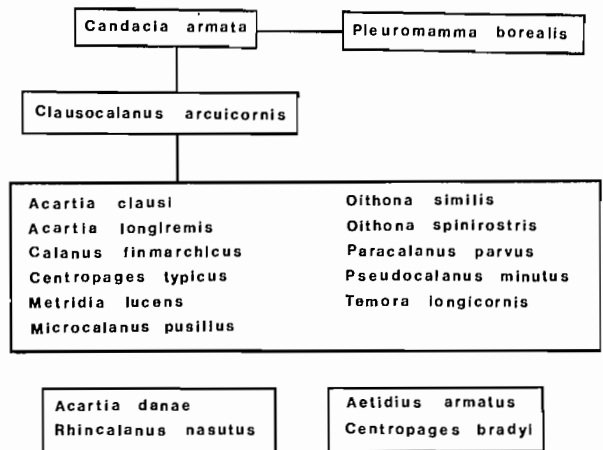 Candacia armata
Pleuromamma borealis
Clausocalanus arcuicornis
Acartia clausi
Acartia longiremis
Calanus finmarchicus
Centropages typicus
Metridia lucens
Microcalanus pusillus
Oithona similis
Oithona spinirostris
Paracalanus parvus
Pseudocalanus minutus
Temora longicornis
Acartia danae
Rhincalanus nasutus
Aetidius armatus
Centropages bradyi